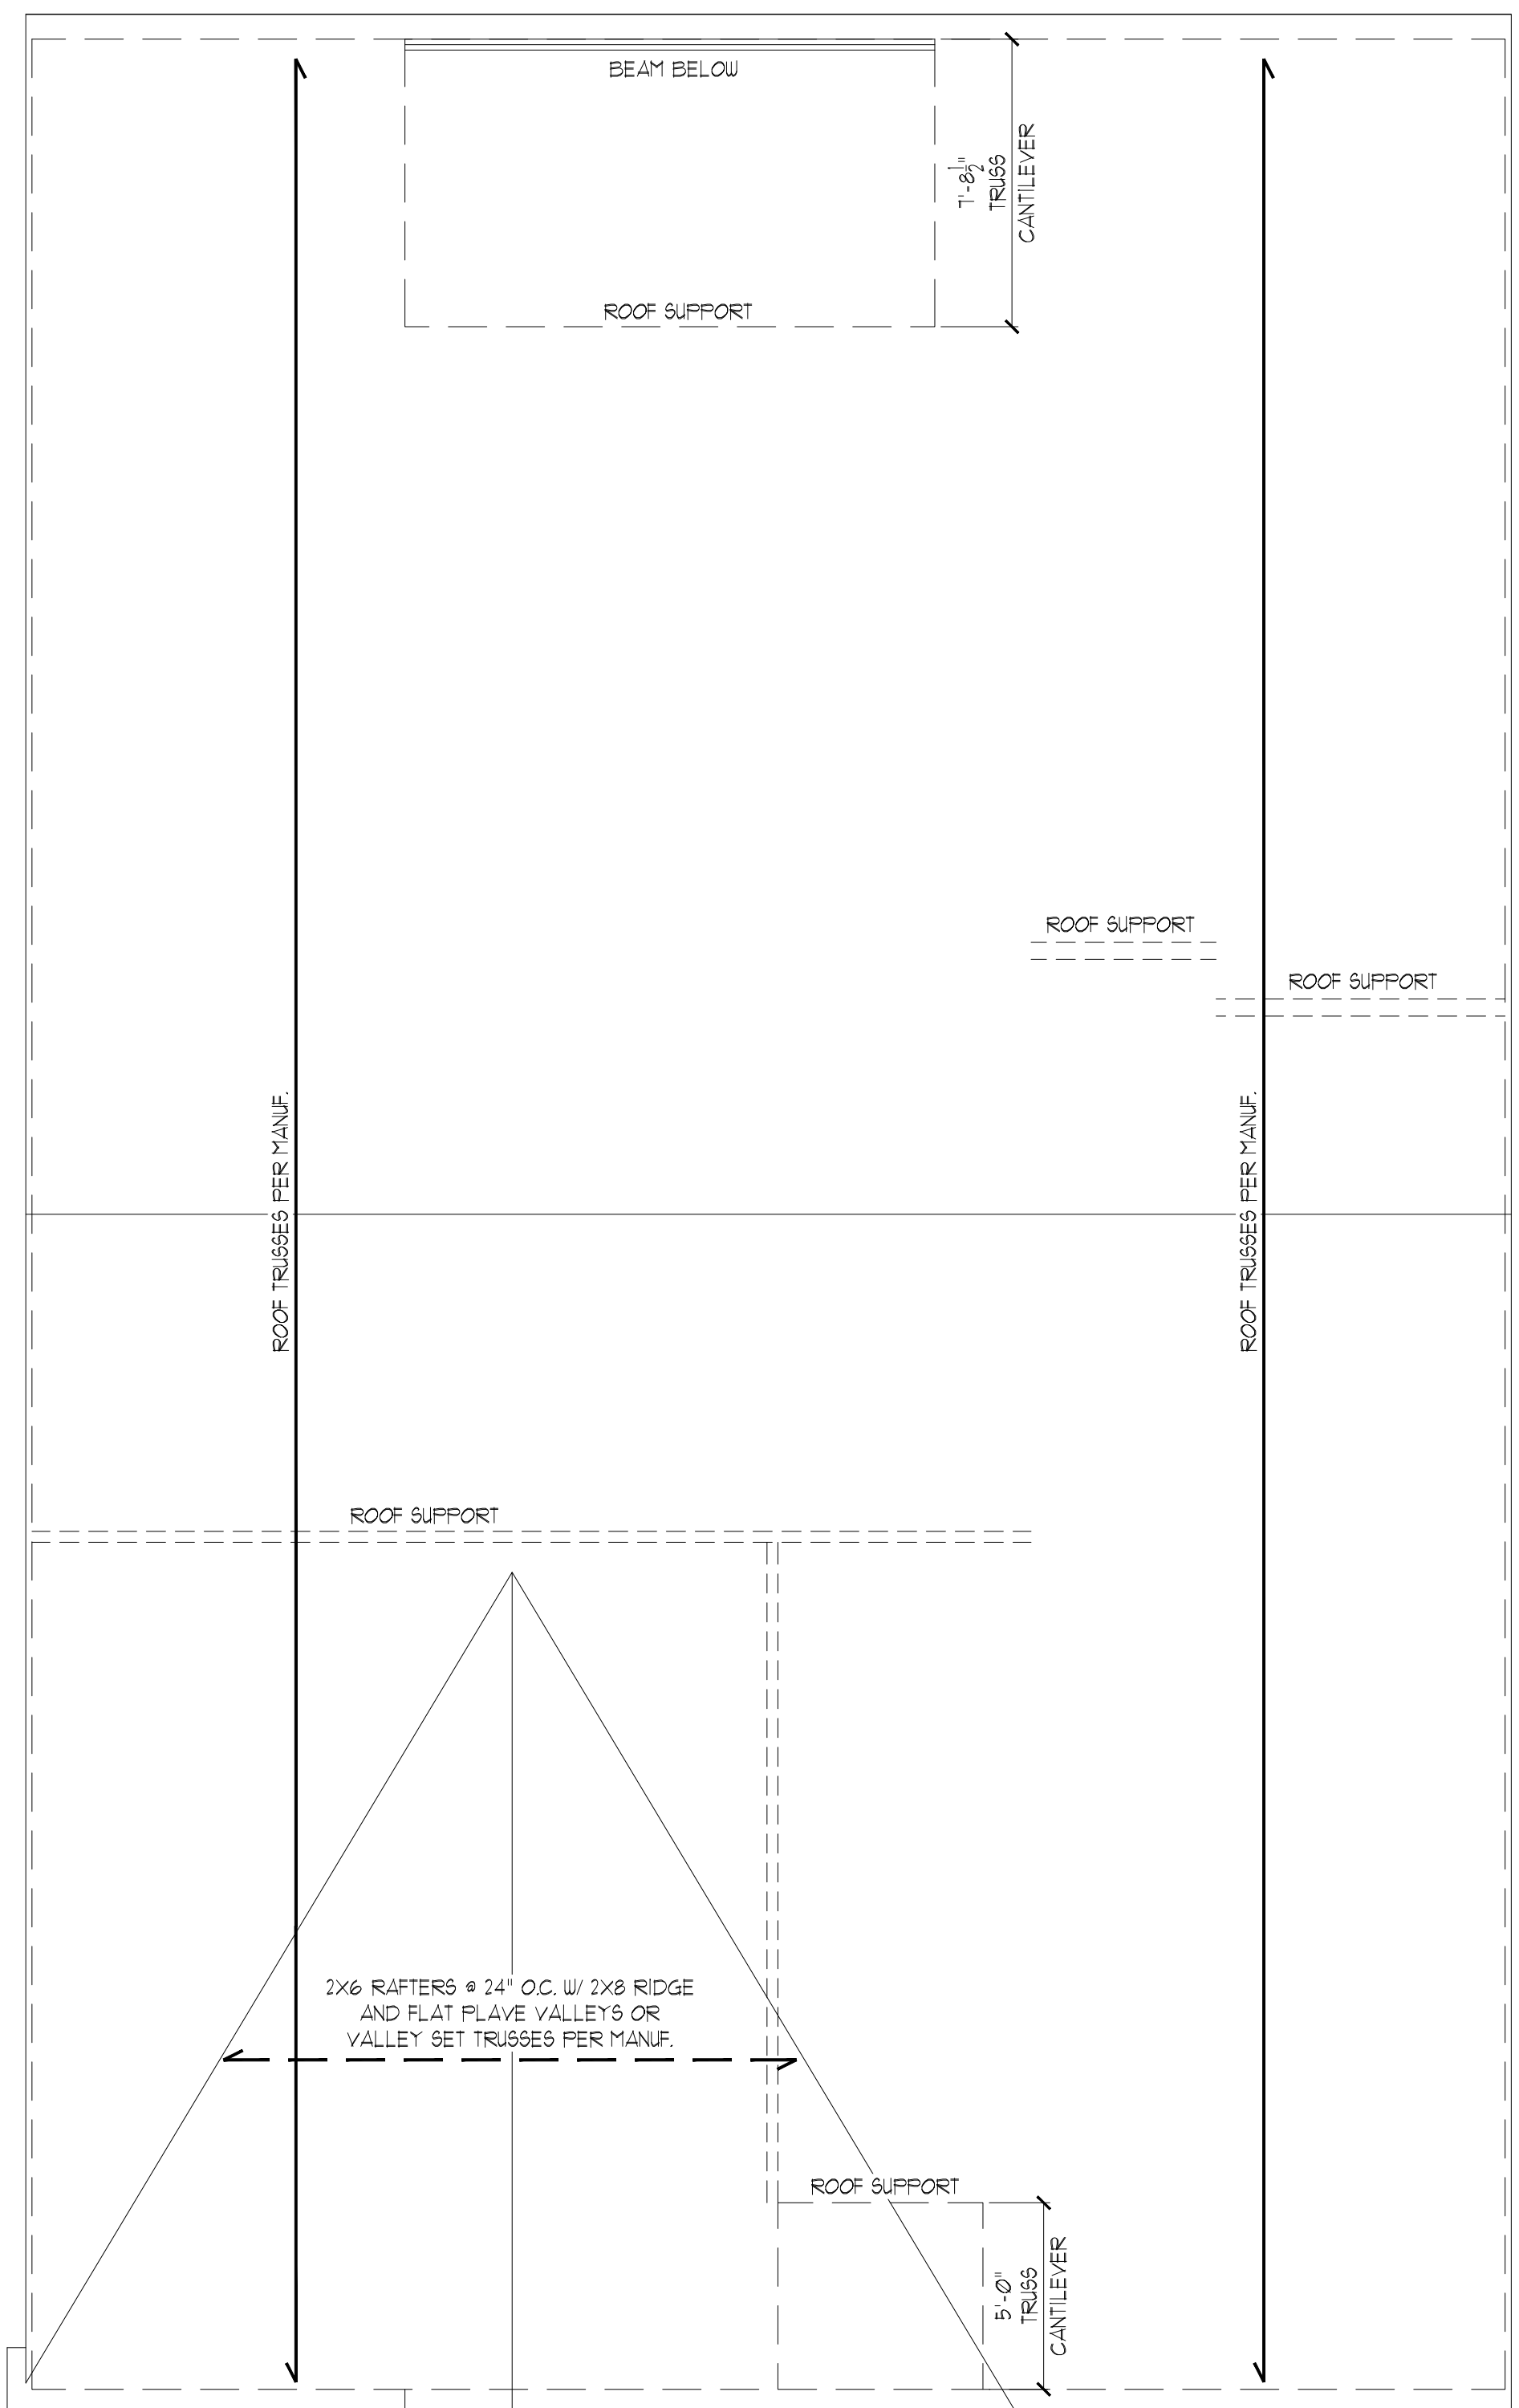 BEAM BELOW
7'-8 1/2"
TRUSS
CANTILEVER
ROOF SUPPORT
ROOF SUPPORT
ROOF SUPPORT
ROOF TRUSSES PER MANUF.
ROOF TRUSSES PER MANUF.
ROOF SUPPORT
2X6 RAFTERS @ 24" O.C. W/ 2X8 RIDGE
AND FLAT PLAVE VALLEYS OR
VALLEY SET TRUSSES PER MANUF.
ROOF SUPPORT
5'-0"
TRUSS
CANTILEVER